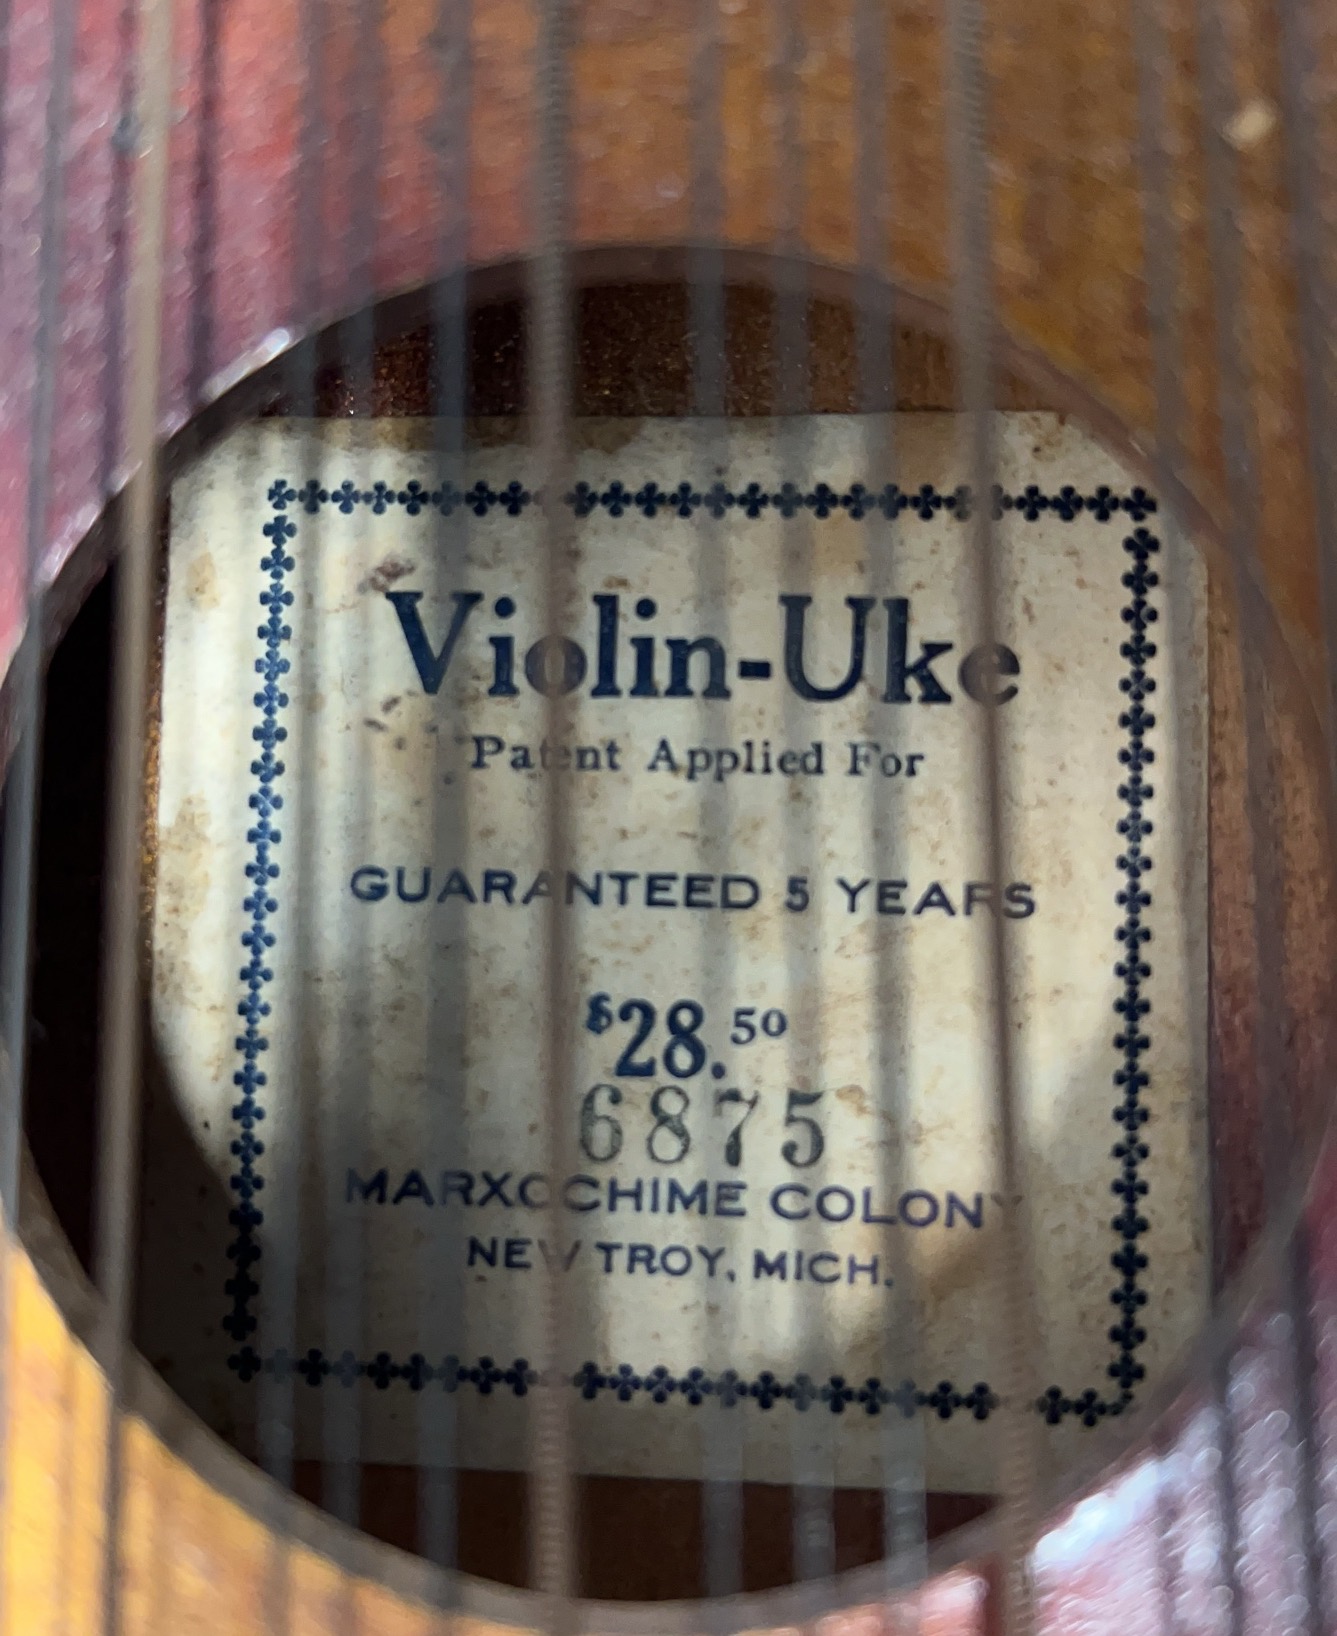 Violin-Uke
Patent Applied For
GUARANTEED 5 YEARS
$28.50
6875
MARXOCHIME COLONY
NEW TROY, MICH.